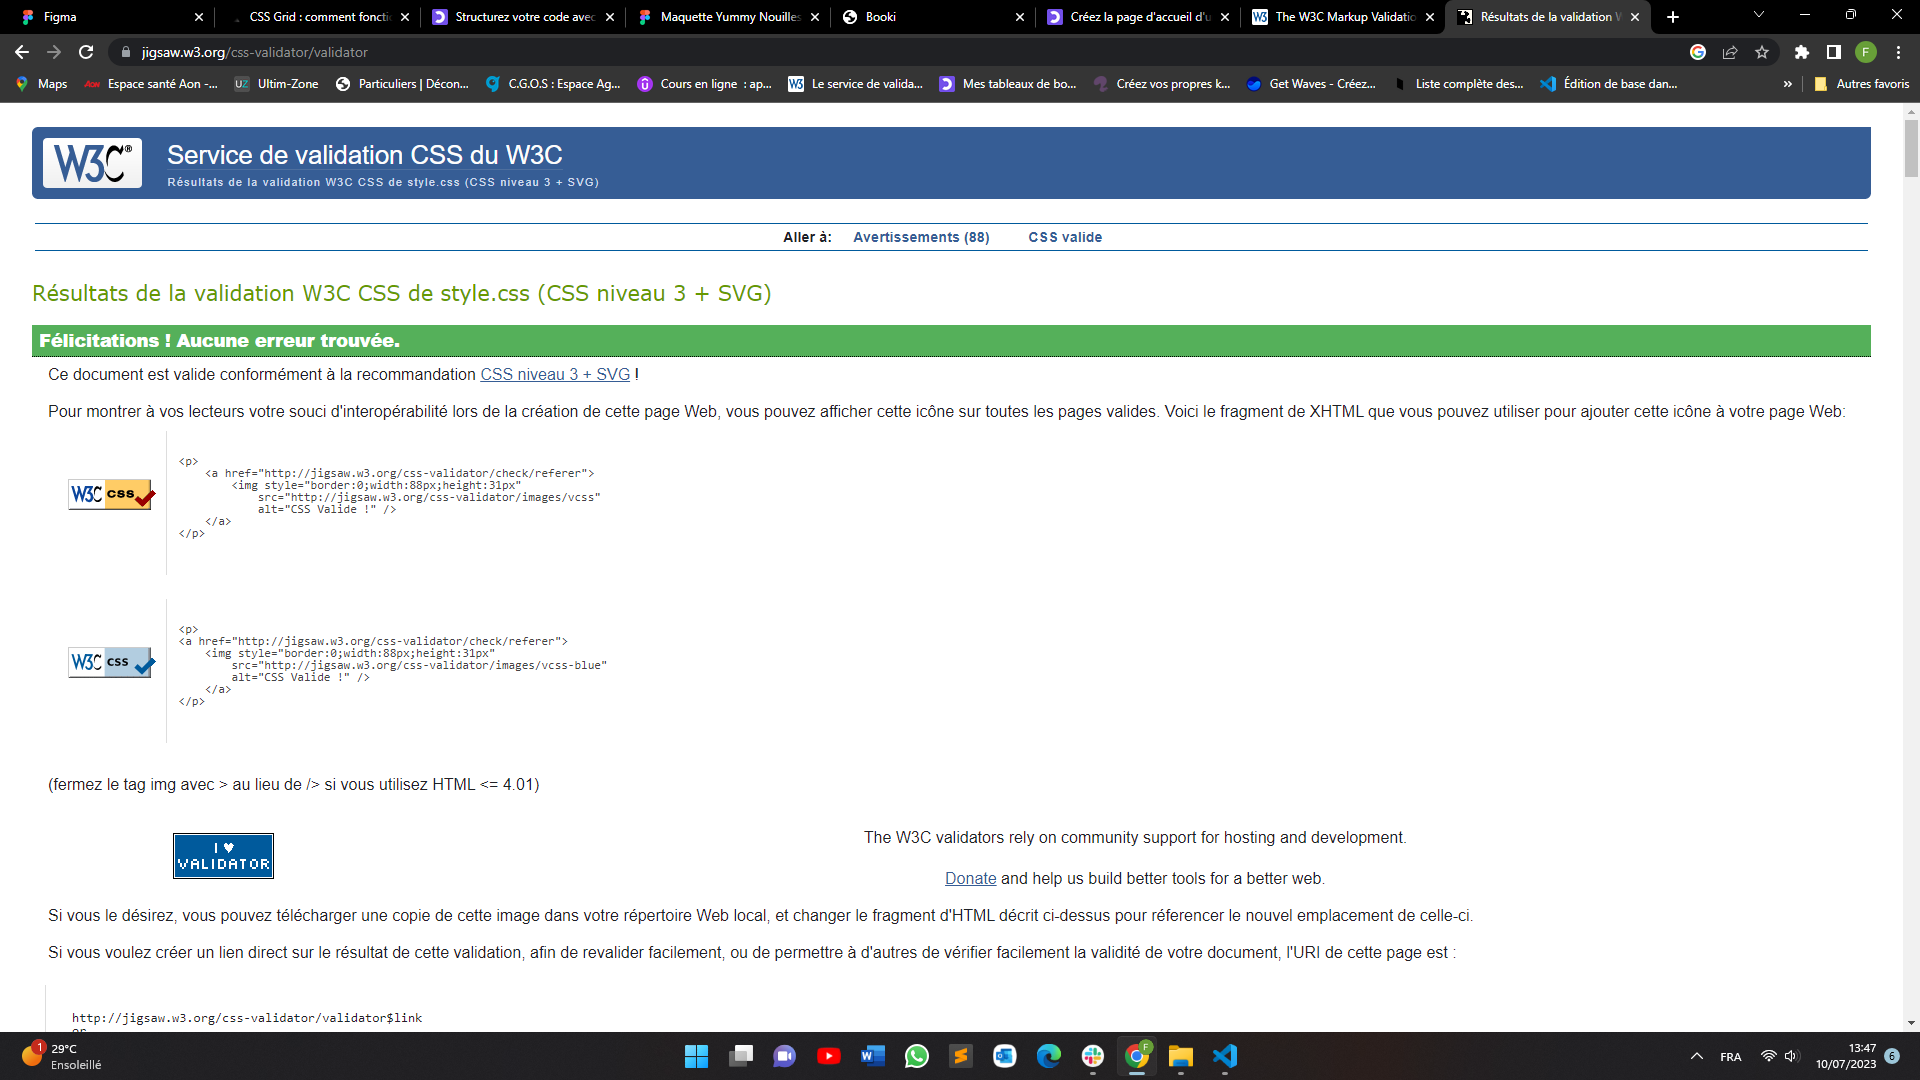 Figma
CSS Grid : comment foncti
Structurez votre code avec
Maquette Yummy Nouilles
Booki
Créez la page d'accueil d'u
The W3C Markup Validatio
Résultats de la validation W
jigsaw.w3.org/css-validator/validator
F
Maps
Aon Espace santé Aon -...
UZ Ultim-Zone
Particuliers | Décon...
C.G.O.S : Espace Ag...
Cours en ligne : ap...
W3 Le service de valida...
Mes tableaux de bo...
Créez vos propres k...
Get Waves - Créez...
Liste complète des...
Édition de base dan...
»
Autres favoris
W3C®
Service de validation CSS du W3C
Résultats de la validation W3C CSS de style.css (CSS niveau 3 + SVG)
Aller à: Avertissements (88) CSS valide
Résultats de la validation W3C CSS de style.css (CSS niveau 3 + SVG)
Félicitations ! Aucune erreur trouvée.
Ce document est valide conformément à la recommandation CSS niveau 3 + SVG !
Pour montrer à vos lecteurs votre souci d'interopérabilité lors de la création de cette page Web, vous pouvez afficher cette icône sur toutes les pages valides. Voici le fragment de XHTML que vous pouvez utiliser pour ajouter cette icône à votre page Web:
W3C CSS
<p>
<a href="http://jigsaw.w3.org/css-validator/check/referer">
<img style="border:0;width:88px;height:31px"
src="http://jigsaw.w3.org/css-validator/images/vcss"
alt="CSS Valide !" />
</a>
</p>
W3C CSS
<p>
<a href="http://jigsaw.w3.org/css-validator/check/referer">
<img style="border:0;width:88px;height:31px"
src="http://jigsaw.w3.org/css-validator/images/vcss-blue"
alt="CSS Valide !" />
</a>
</p>
(fermez le tag img avec > au lieu de /> si vous utilisez HTML <= 4.01)
I ♥
VALIDATOR
The W3C validators rely on community support for hosting and development.
Donate and help us build better tools for a better web.
Si vous le désirez, vous pouvez télécharger une copie de cette image dans votre répertoire Web local, et changer le fragment d'HTML décrit ci-dessus pour réferencer le nouvel emplacement de celle-ci.
Si vous voulez créer un lien direct sur le résultat de cette validation, afin de revalider facilement, ou de permettre à d'autres de vérifier facilement la validité de votre document, l'URI de cette page est :
http://jigsaw.w3.org/css-validator/validator$link
or
1
29°C
Ensoleillé
F
FRA
13:47
10/07/2023
6